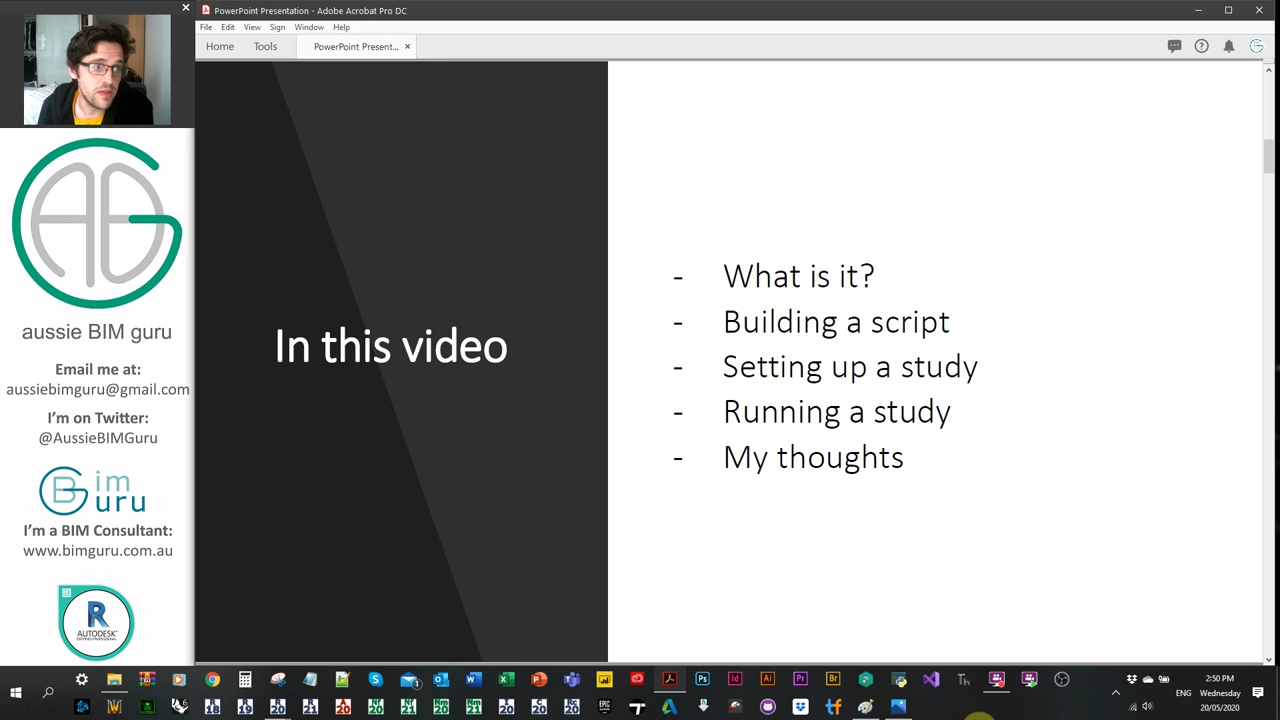 PowerPoint Presentation - Adobe Acrobat Pro DC
File Edit View Sign Window Help
Home Tools PowerPoint Present...
In this video
- What is it?
- Building a script
- Setting up a study
- Running a study
- My thoughts
aussie BIM guru
Email me at:
aussiebimguru@gmail.com
I'm on Twitter:
@AussieBIMGuru
Bim
Guru
I'm a BIM Consultant:
www.bimguru.com.au
R
AUTODESK
CERTIFIED PROFESSIONAL
2:50 PM
ENG Wednesday
20/05/2020